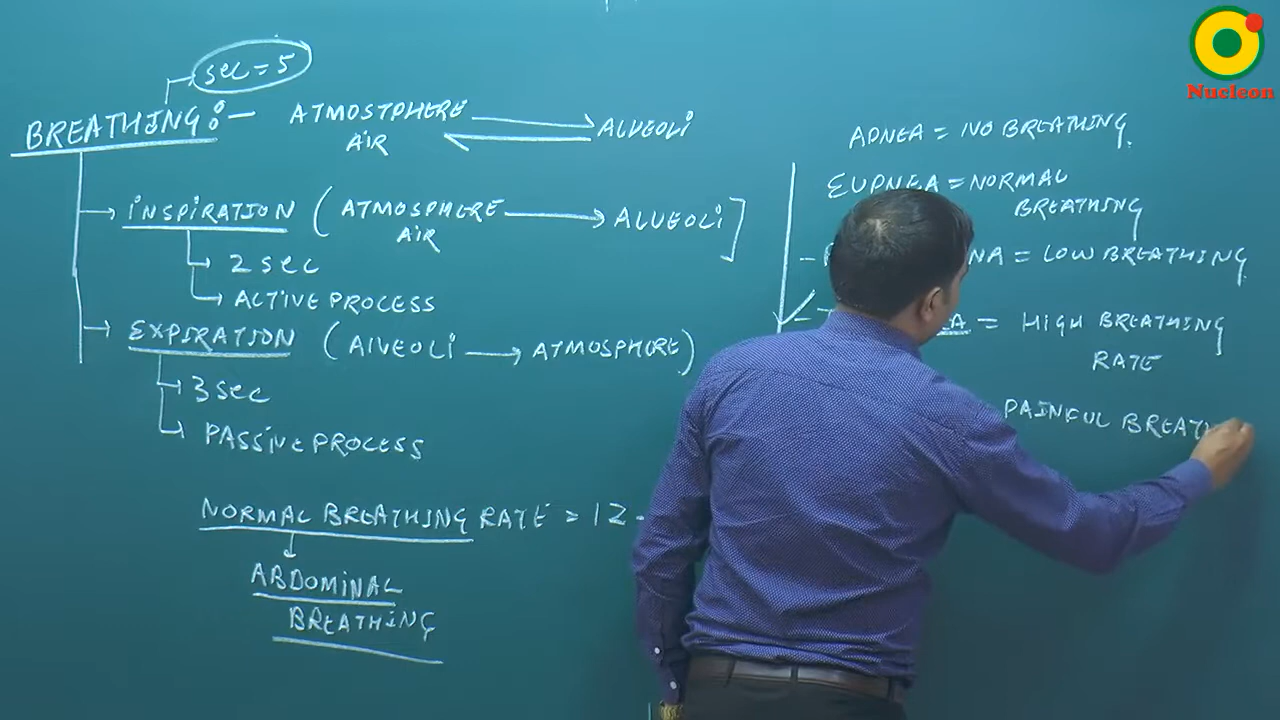 sec = 5
BREATHING :- ATMOSTPHERE AIR ALVEOLI
INSPIRATION (ATMOSPHERE AIR ALVEOLI]
2 sec
ACTIVE PROCESS
EXPIRATION (AlVEOLI ATMOSPHERE)
3 sec
PASSIVE PROCESS
NORMAL BREATHING RATE = 12
ABDOMINAL
BREATHING
APNEA = NO BREATHING.
EUPNEA = NORMAL
BREATHING
= LOW BREATHING.
= HIGH BREATHING
RATE
PAINFUL
Nucleon